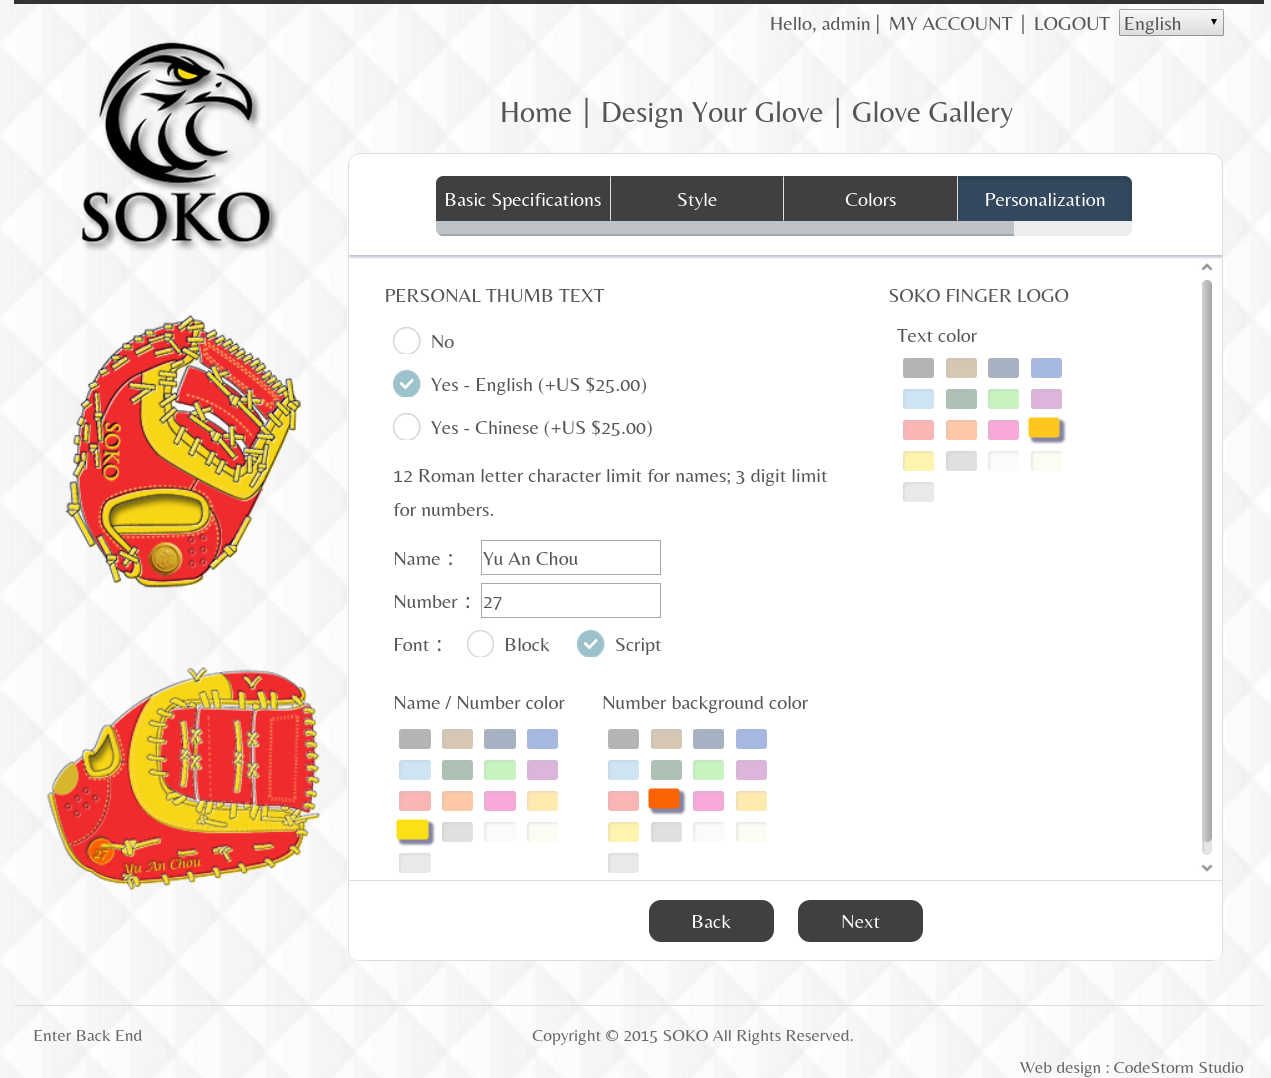 Hello, admin | MY ACCOUNT | LOGOUT English
SOKO
Home | Design Your Glove | Glove Gallery
Basic Specifications Style Colors Personalization
PERSONAL THUMB TEXT
No
Yes - English (+US $25.00)
Yes - Chinese (+US $25.00)
12 Roman letter character limit for names; 3 digit limit
for numbers.
Name： Yu An Chou
Number： 27
Font： Block Script
Name / Number color
Number background color
SOKO FINGER LOGO
Text color
SOKO
27
Yu An Chou
Back Next
Enter Back End
Copyright © 2015 SOKO All Rights Reserved.
Web design : CodeStorm Studio